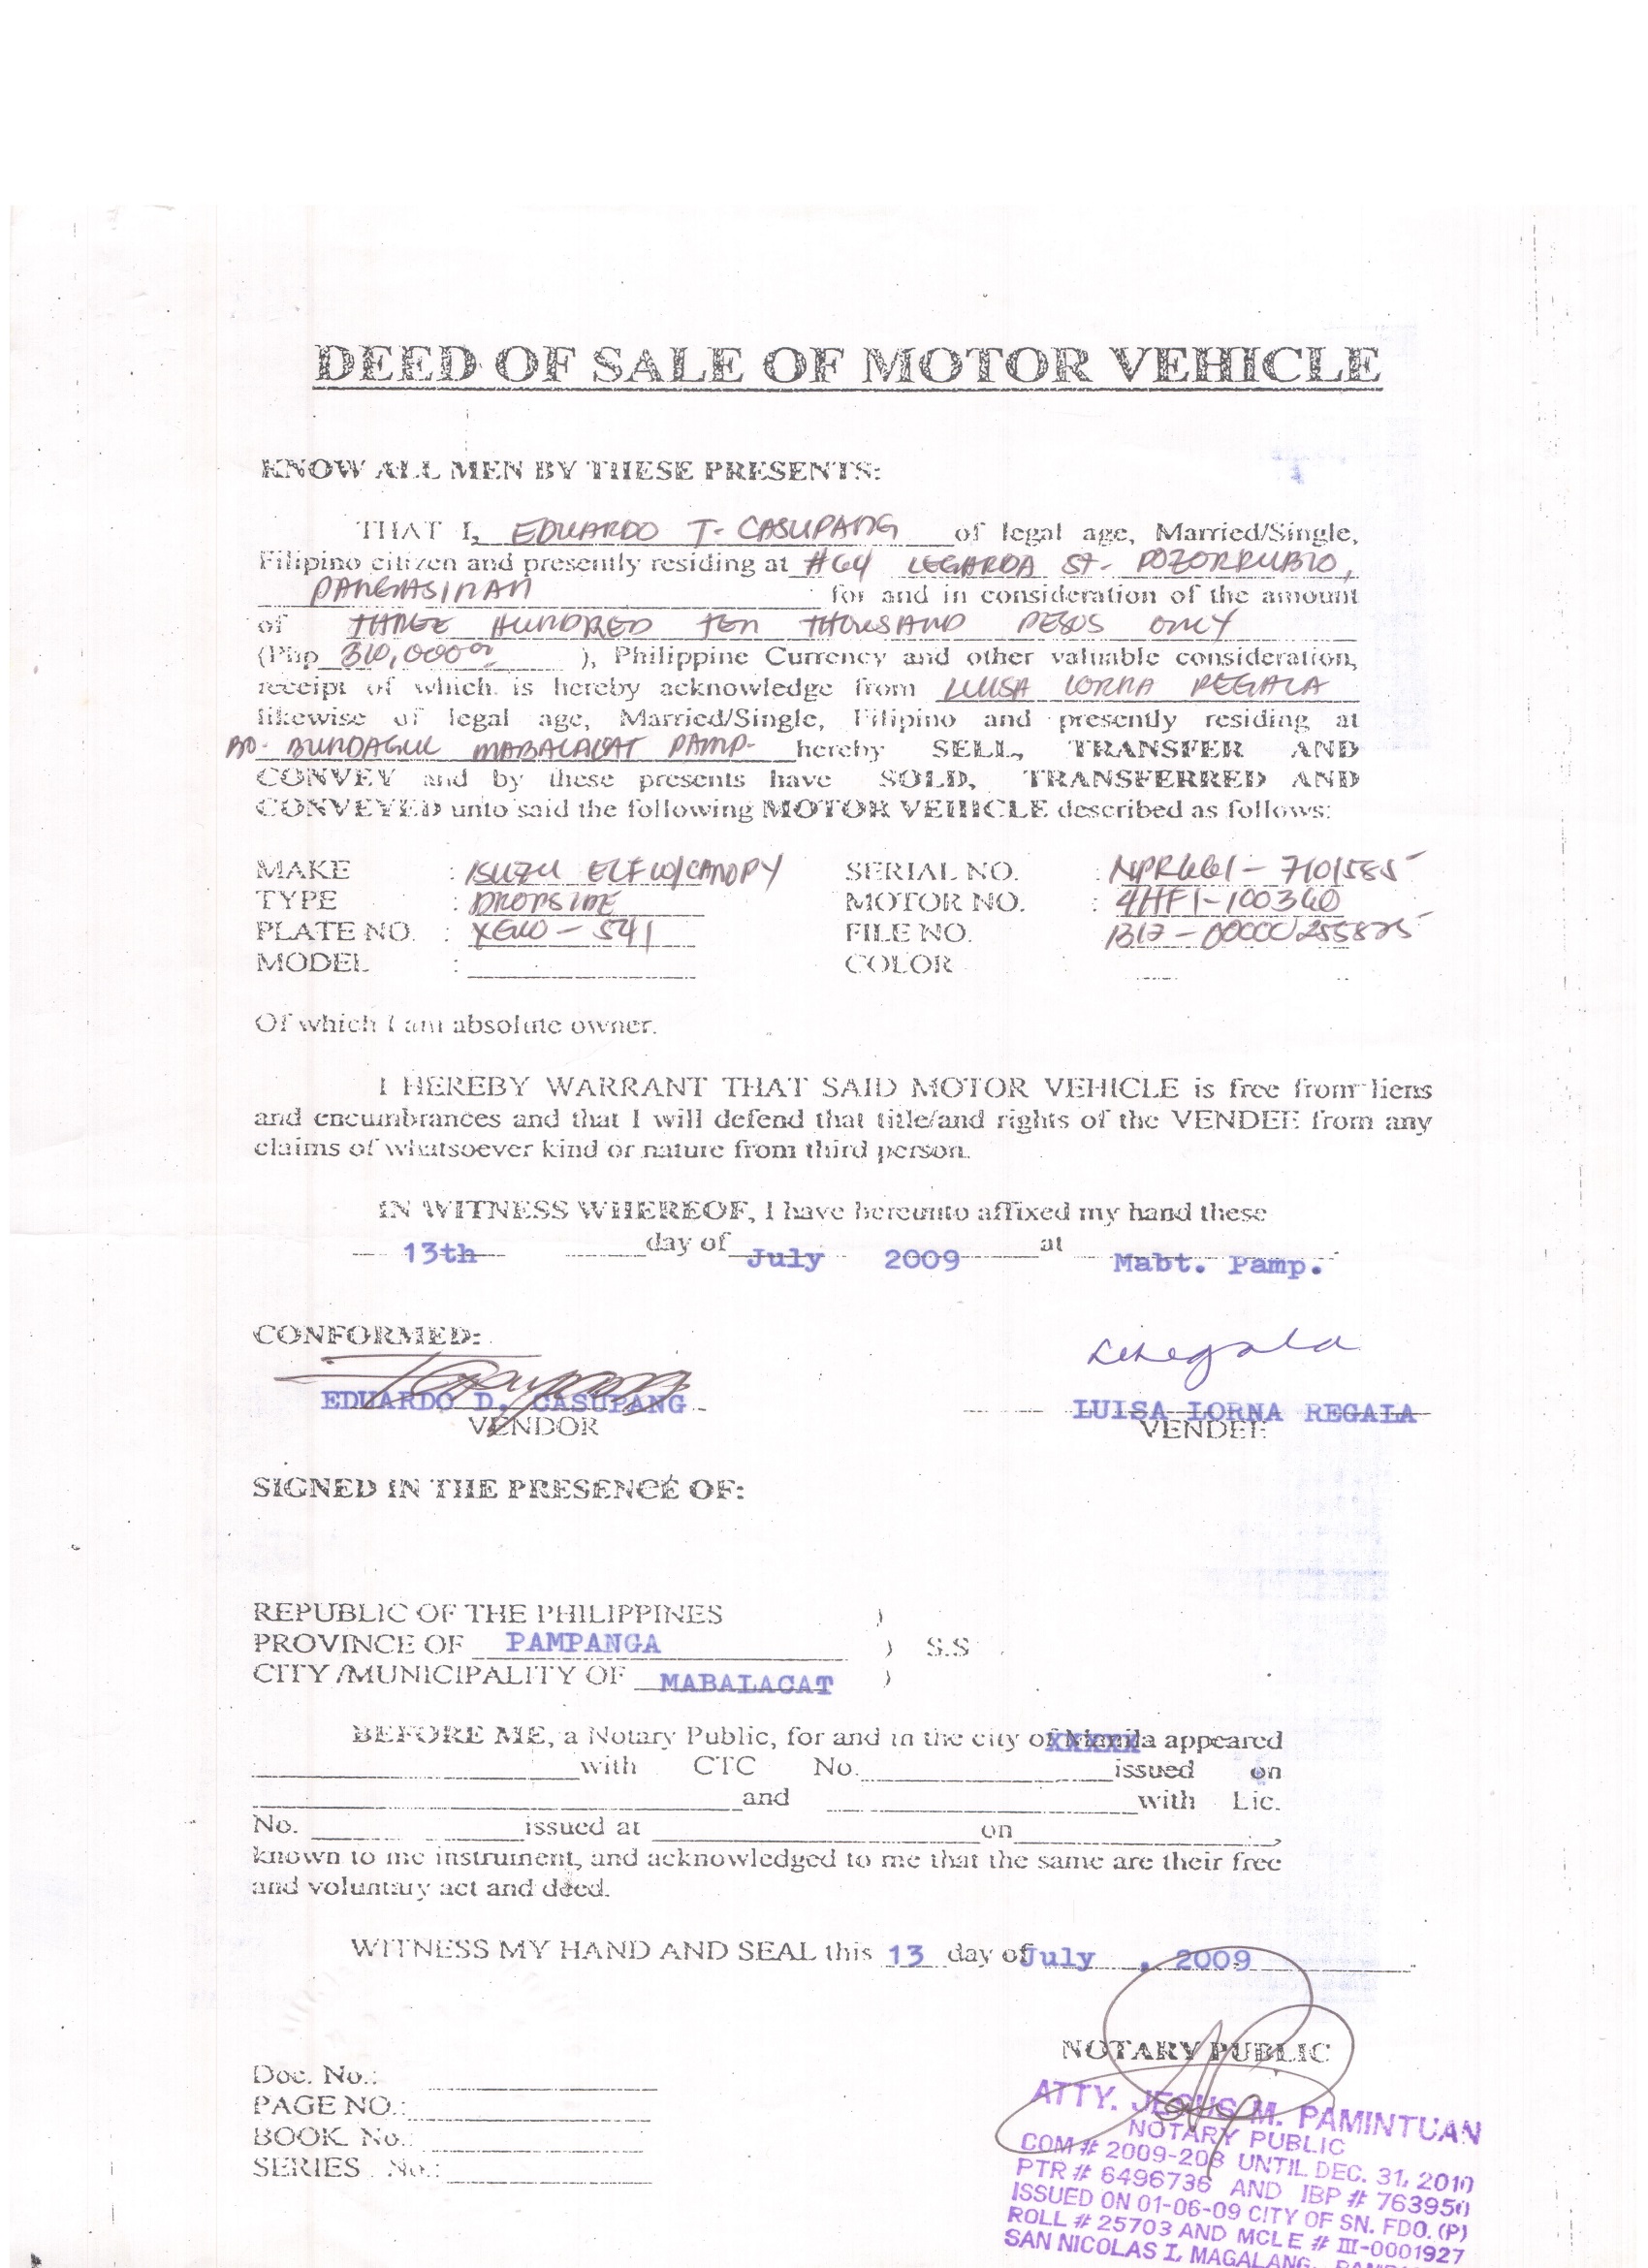 DEED OF SALE OF MOTOR VEHICLE
KNOW ALL MEN BY THESE PRESENTS:
THAT I, EDUARDO T. CASUPANG of legal age, Married/Single,
Filipino citizen and presently residing at #64 LEGARDA ST. POZORRUBIO,
PANGASINAN for and in consideration of the amount
of THREE HUNDRED TEN THOUSAND PESOS ONLY
(Php 310,000 ), Philippine Currency and other valuable consideration,
receipt of which is hereby acknowledge from LUISA LORNA REGALA
likewise of legal age, Married/Single, Filipino and presently residing at
BO. BUNDAGUL MABALACAT PAMP. hereby SELL, TRANSFER AND
CONVEY and by these presents have SOLD, TRANSFERRED AND
CONVEYED unto said the following MOTOR VEHICLE described as follows:
MAKE : ISUZU ELF W/CANOPY SERIAL NO. : NPR661-7101585
TYPE : DROPSIDE MOTOR NO. : 4HF1-100360
PLATE NO. : - 541 FILE NO.
MODEL : COLOR
Of which I am absolute owner.
I HEREBY WARRANT THAT SAID MOTOR VEHICLE is free from liens
and encumbrances and that I will defend that title/and rights of the VENDEE from any
claims of whatsoever kind or nature from third person.
IN WITNESS WHEREOF, I have hereunto affixed my hand these
13th day of July 2009 at Mabt. Pamp.
CONFORMED:
EDUARDO D. CASUPANG LUISA LORNA REGALA
VENDOR VENDEE
SIGNED IN THE PRESENCE OF:
REPUBLIC OF THE PHILIPPINES )
PROVINCE OF PAMPANGA ) S.S
CITY/MUNICIPALITY OF MABALACAT )
BEFORE ME, a Notary Public, for and in the city of Manila appeared
with CTC No. issued on
and with Lic.
No. issued at on ,
known to me instrument, and acknowledged to me that the same are their free
and voluntary act and deed.
WITNESS MY HAND AND SEAL this 13 day of July , 2009
NOTARY PUBLIC
Doc. No.:
PAGE NO.:
BOOK No.:
SERIES No.:
ATTY. JESUS M. PAMINTUAN
NOTARY PUBLIC
COM # 2009-208 UNTIL DEC. 31, 2010
PTR # 6496736 AND IBP # 763950
ISSUED ON 01-06-09 CITY OF SN. FDO. (P)
ROLL # 25703 AND MCLE # III-0001927
SAN NICOLAS I, MAGALANG,